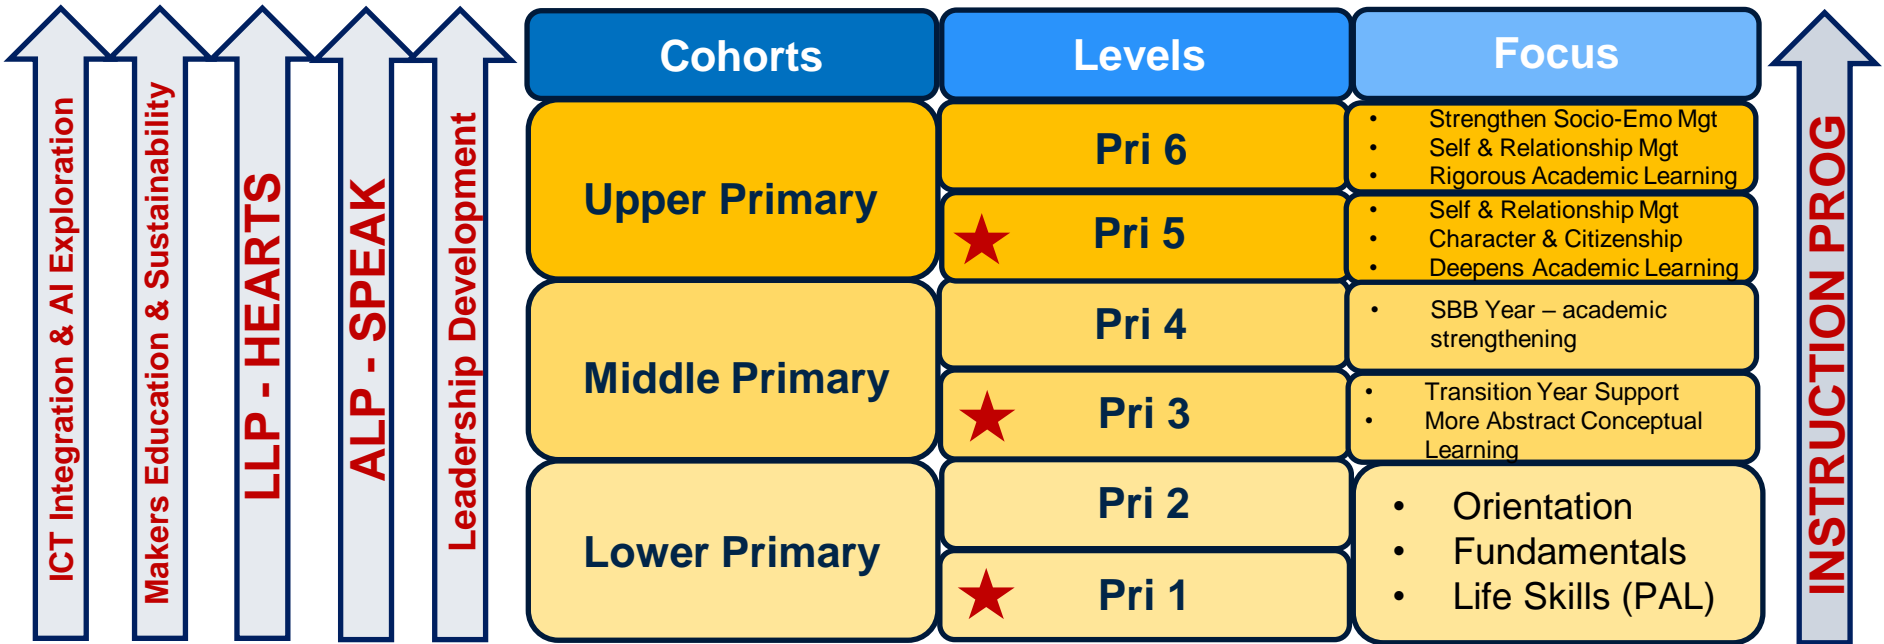 ICT Integration & AI Exploration
Makers Education & Sustainability
LLP - HEARTS
ALP - SPEAK
Leadership Development
Cohorts
Levels
Focus
Upper Primary
Pri 6
• Strengthen Socio-Emo Mgt
• Self & Relationship Mgt
• Rigorous Academic Learning
Pri 5
• Self & Relationship Mgt
• Character & Citizenship
• Deepens Academic Learning
Middle Primary
Pri 4
• SBB Year – academic
strengthening
Pri 3
• Transition Year Support
• More Abstract Conceptual
Learning
Lower Primary
Pri 2
Pri 1
• Orientation
• Fundamentals
• Life Skills (PAL)
INSTRUCTION PROG